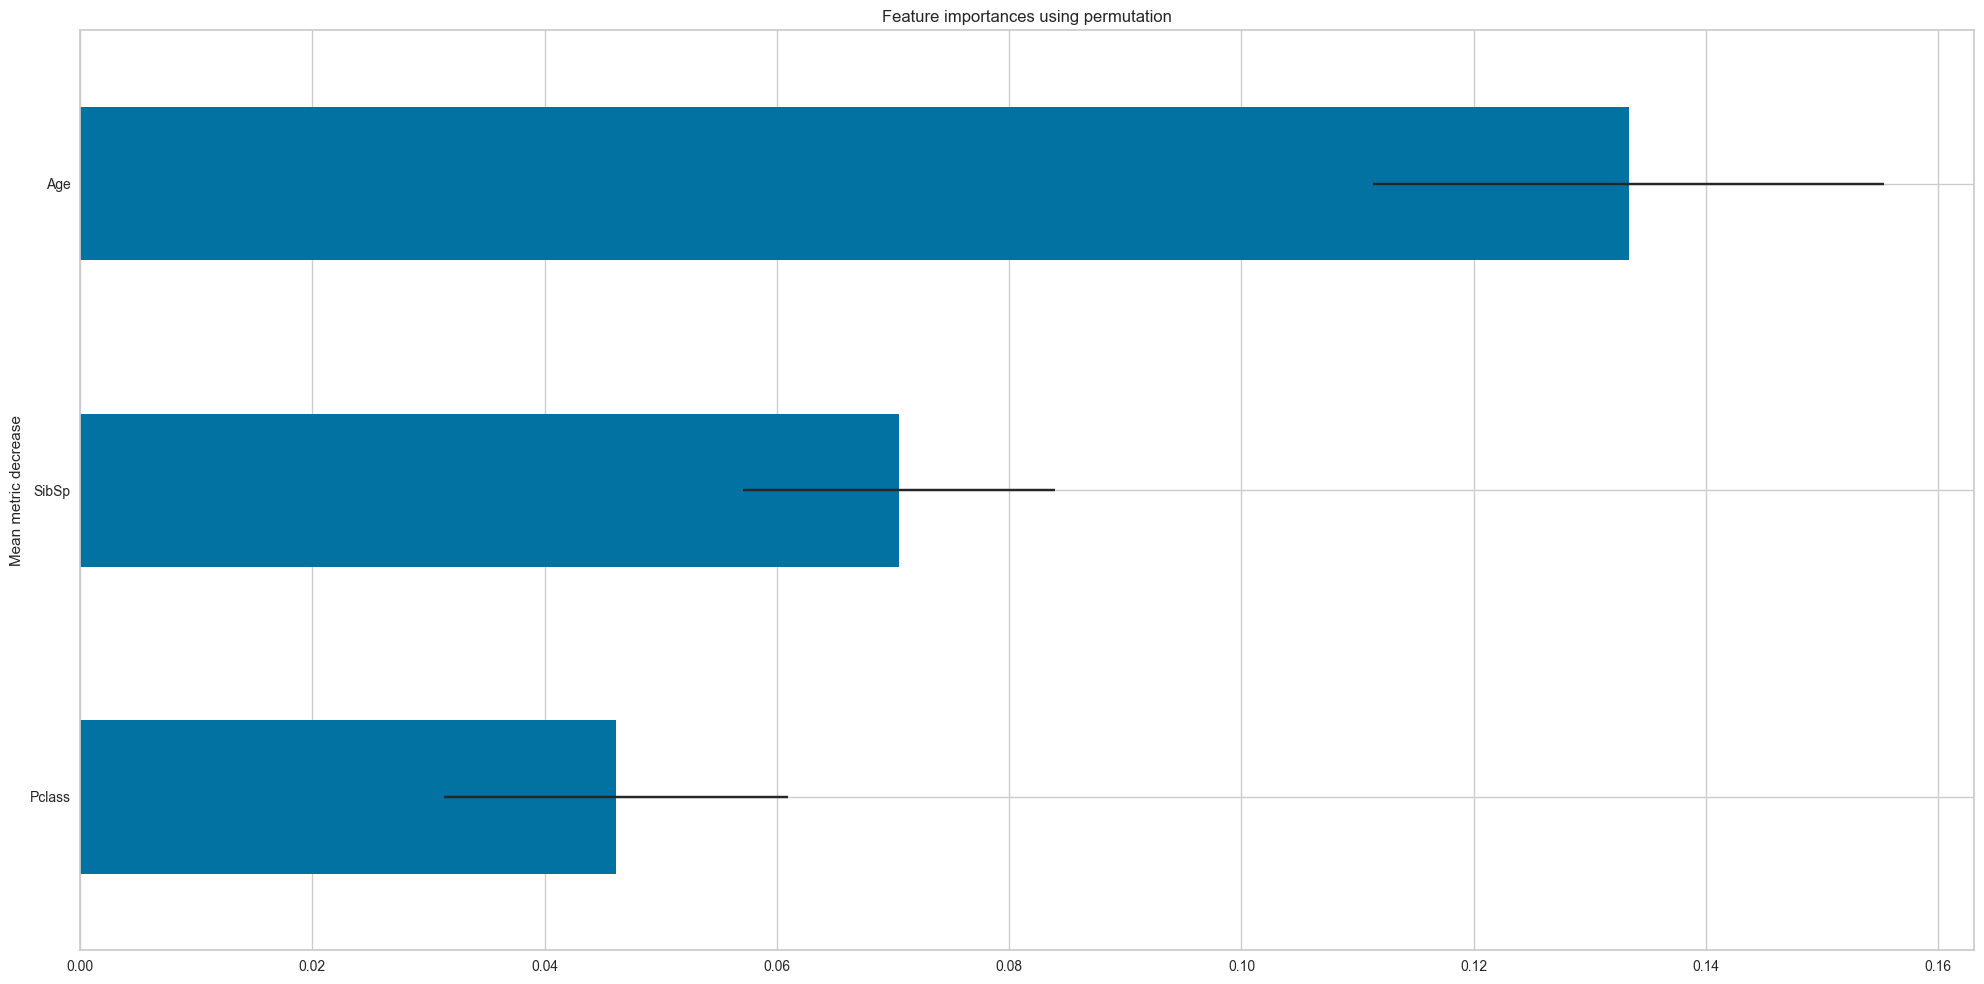 Feature importances using permutation
Mean metric decrease
Age
SibSp
Pclass
0.00 0.02 0.04 0.06 0.08 0.10 0.12 0.14 0.16